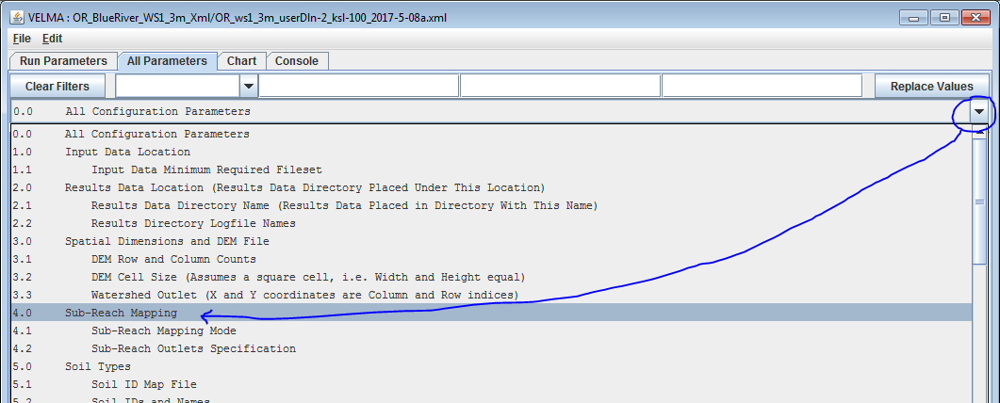 VELMA : OR_BlueRiver_WS1_3m_Xml/OR_ws1_3m_userDIn-2_ksl-100_2017-5-08a.xml
File Edit
Run Parameters All Parameters Chart Console
Clear Filters Replace Values
0.0 All Configuration Parameters
0.0 All Configuration Parameters
1.0 Input Data Location
1.1 Input Data Minimum Required Fileset
2.0 Results Data Location (Results Data Directory Placed Under This Location)
2.1 Results Data Directory Name (Results Data Placed in Directory With This Name)
2.2 Results Directory Logfile Names
3.0 Spatial Dimensions and DEM File
3.1 DEM Row and Column Counts
3.2 DEM Cell Size (Assumes a square cell, i.e. Width and Height equal)
3.3 Watershed Outlet (X and Y coordinates are Column and Row indices)
4.0 Sub-Reach Mapping
4.1 Sub-Reach Mapping Mode
4.2 Sub-Reach Outlets Specification
5.0 Soil Types
5.1 Soil ID Map File
5.2 Soil IDs and Names